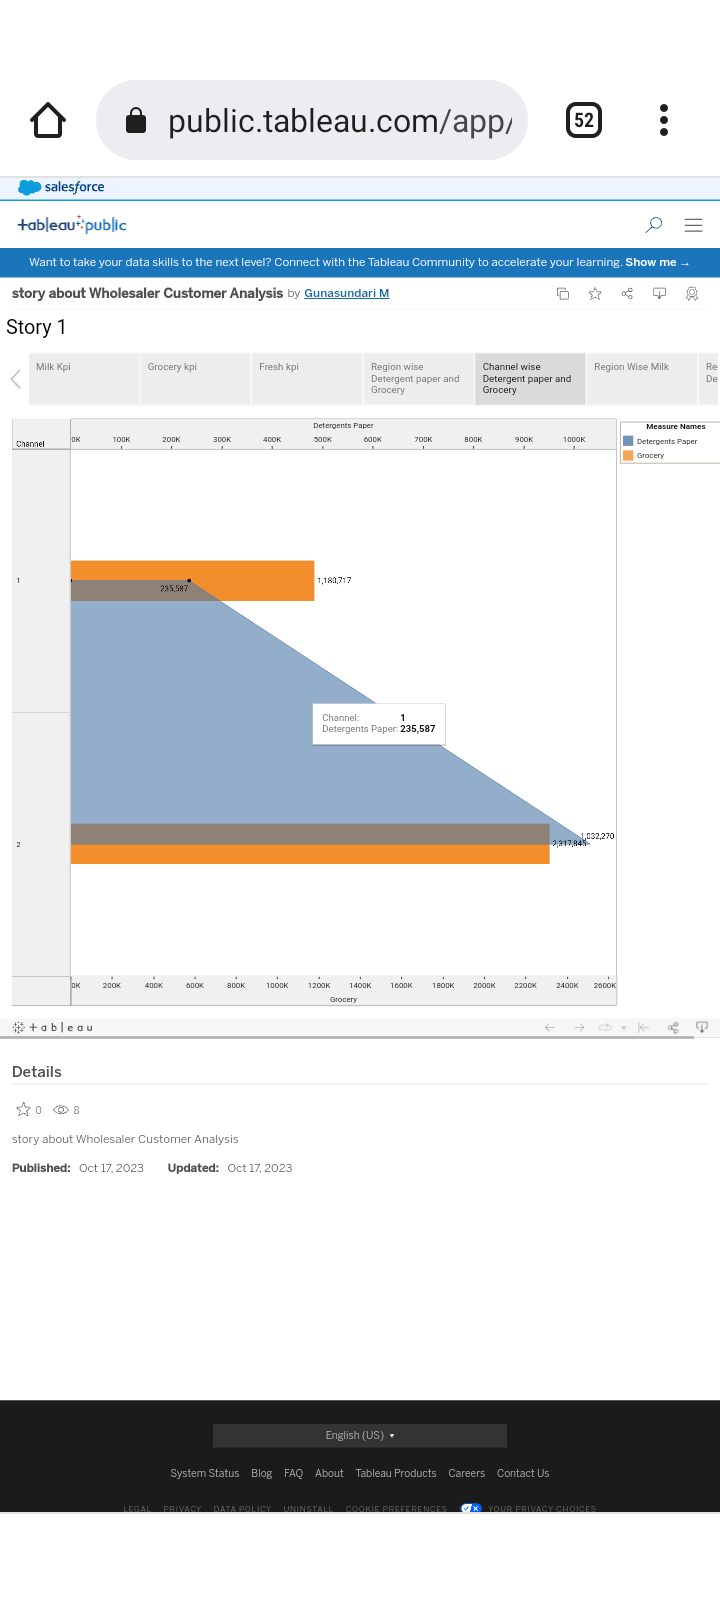 public.tableau.com/app/
52
salesforce
+ableau+public
Want to take your data skills to the next level? Connect with the Tableau Community to accelerate your learning. Show me →
story about Wholesaler Customer Analysis by Gunasundari M
Story 1
Milk Kpi
Grocery kpi
Fresh kpi
Region wise Detergent paper and Grocery
Channel wise Detergent paper and Grocery
Region Wise Milk
Re
De
Detergents Paper
Channel
0K 100K 200K 300K 400K 500K 600K 700K 800K 900K 1000K
Measure Names
Detergents Paper
Grocery
1
1,180,717
235,587
Channel: 1
Detergents Paper: 235,587
1,032,270
2
2,317,845
0K 200K 400K 600K 800K 1000K 1200K 1400K 1600K 1800K 2000K 2200K 2400K 2600K
Grocery
+ableau
Details
0 8
story about Wholesaler Customer Analysis
Published: Oct 17, 2023 Updated: Oct 17, 2023
English (US)
System Status Blog FAQ About Tableau Products Careers Contact Us
LEGAL PRIVACY DATA POLICY UNINSTALL COOKIE PREFERENCES YOUR PRIVACY CHOICES